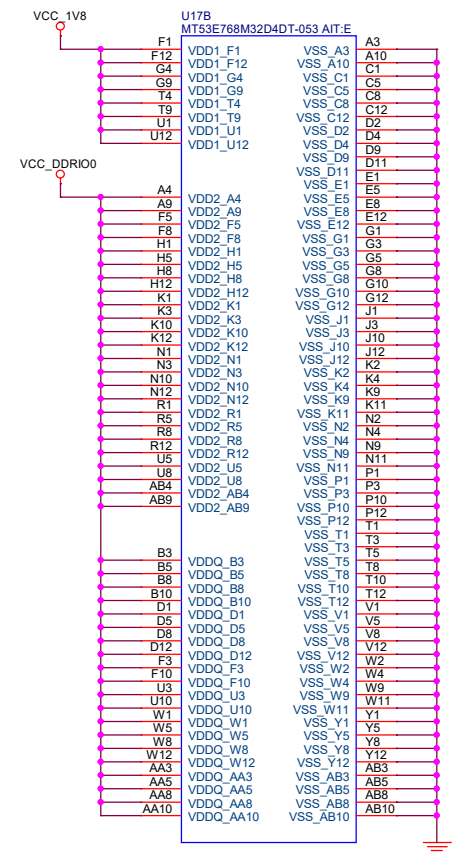 VCC_1V8
U17B
MT53E768M32D4DT-053 AIT:E
F1 VDD1_F1
F12 VDD1_F12
G4 VDD1_G4
G9 VDD1_G9
T4 VDD1_T4
T9 VDD1_T9
U1 VDD1_U1
U12 VDD1_U12
VCC_DDRIO0
A4 VDD2_A4
A9 VDD2_A9
F5 VDD2_F5
F8 VDD2_F8
H1 VDD2_H1
H5 VDD2_H5
H8 VDD2_H8
H12 VDD2_H12
K1 VDD2_K1
K3 VDD2_K3
K10 VDD2_K10
K12 VDD2_K12
N1 VDD2_N1
N3 VDD2_N3
N10 VDD2_N10
N12 VDD2_N12
R1 VDD2_R1
R5 VDD2_R5
R8 VDD2_R8
R12 VDD2_R12
U5 VDD2_U5
U8 VDD2_U8
AB4 VDD2_AB4
AB9 VDD2_AB9
B3 VDDQ_B3
B5 VDDQ_B5
B8 VDDQ_B8
B10 VDDQ_B10
D1 VDDQ_D1
D5 VDDQ_D5
D8 VDDQ_D8
D12 VDDQ_D12
F3 VDDQ_F3
F10 VDDQ_F10
U3 VDDQ_U3
U10 VDDQ_U10
W1 VDDQ_W1
W5 VDDQ_W5
W8 VDDQ_W8
W12 VDDQ_W12
AA3 VDDQ_AA3
AA5 VDDQ_AA5
AA8 VDDQ_AA8
AA10 VDDQ_AA10
VSS_A3 A3
VSS_A10 A10
VSS_C1 C1
VSS_C5 C5
VSS_C8 C8
VSS_C12 C12
VSS_D2 D2
VSS_D4 D4
VSS_D9 D9
VSS_D11 D11
VSS_E1 E1
VSS_E5 E5
VSS_E8 E8
VSS_E12 E12
VSS_G1 G1
VSS_G3 G3
VSS_G5 G5
VSS_G8 G8
VSS_G10 G10
VSS_G12 G12
VSS_J1 J1
VSS_J3 J3
VSS_J10 J10
VSS_J12 J12
VSS_K2 K2
VSS_K4 K4
VSS_K9 K9
VSS_K11 K11
VSS_N2 N2
VSS_N4 N4
VSS_N9 N9
VSS_N11 N11
VSS_P1 P1
VSS_P3 P3
VSS_P10 P10
VSS_P12 P12
VSS_T1 T1
VSS_T3 T3
VSS_T5 T5
VSS_T8 T8
VSS_T10 T10
VSS_T12 T12
VSS_V1 V1
VSS_V5 V5
VSS_V8 V8
VSS_V12 V12
VSS_W2 W2
VSS_W4 W4
VSS_W9 W9
VSS_W11 W11
VSS_Y1 Y1
VSS_Y5 Y5
VSS_Y8 Y8
VSS_Y12 Y12
VSS_AB3 AB3
VSS_AB5 AB5
VSS_AB8 AB8
VSS_AB10 AB10